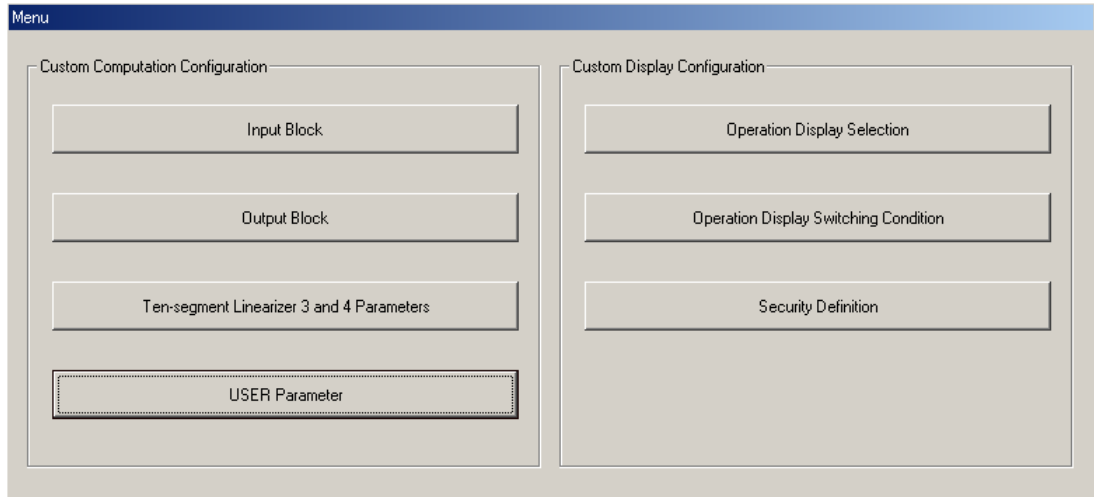 Menu
Custom Computation Configuration
Input Block
Output Block
Ten-segment Linearizer 3 and 4 Parameters
USER Parameter
Custom Display Configuration
Operation Display Selection
Operation Display Switching Condition
Security Definition